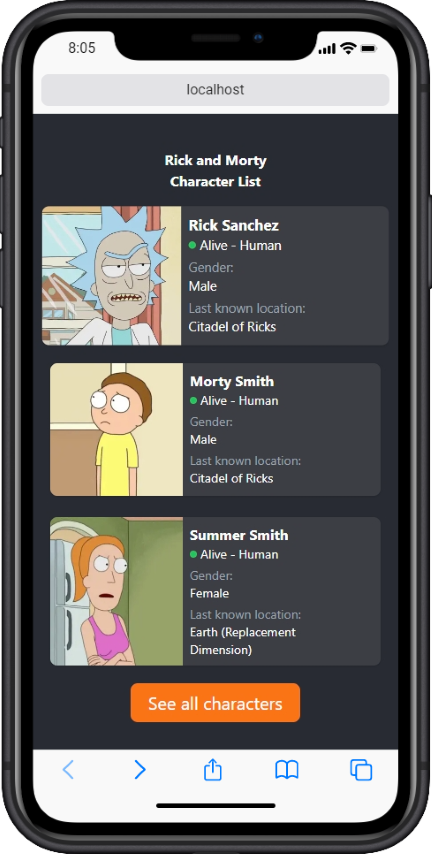 8:05
localhost
Rick and Morty
Character List
Rick Sanchez
Alive - Human
Gender:
Male
Last known location:
Citadel of Ricks
Morty Smith
Alive - Human
Gender:
Male
Last known location:
Citadel of Ricks
Summer Smith
Alive - Human
Gender:
Female
Last known location:
Earth (Replacement
Dimension)
See all characters